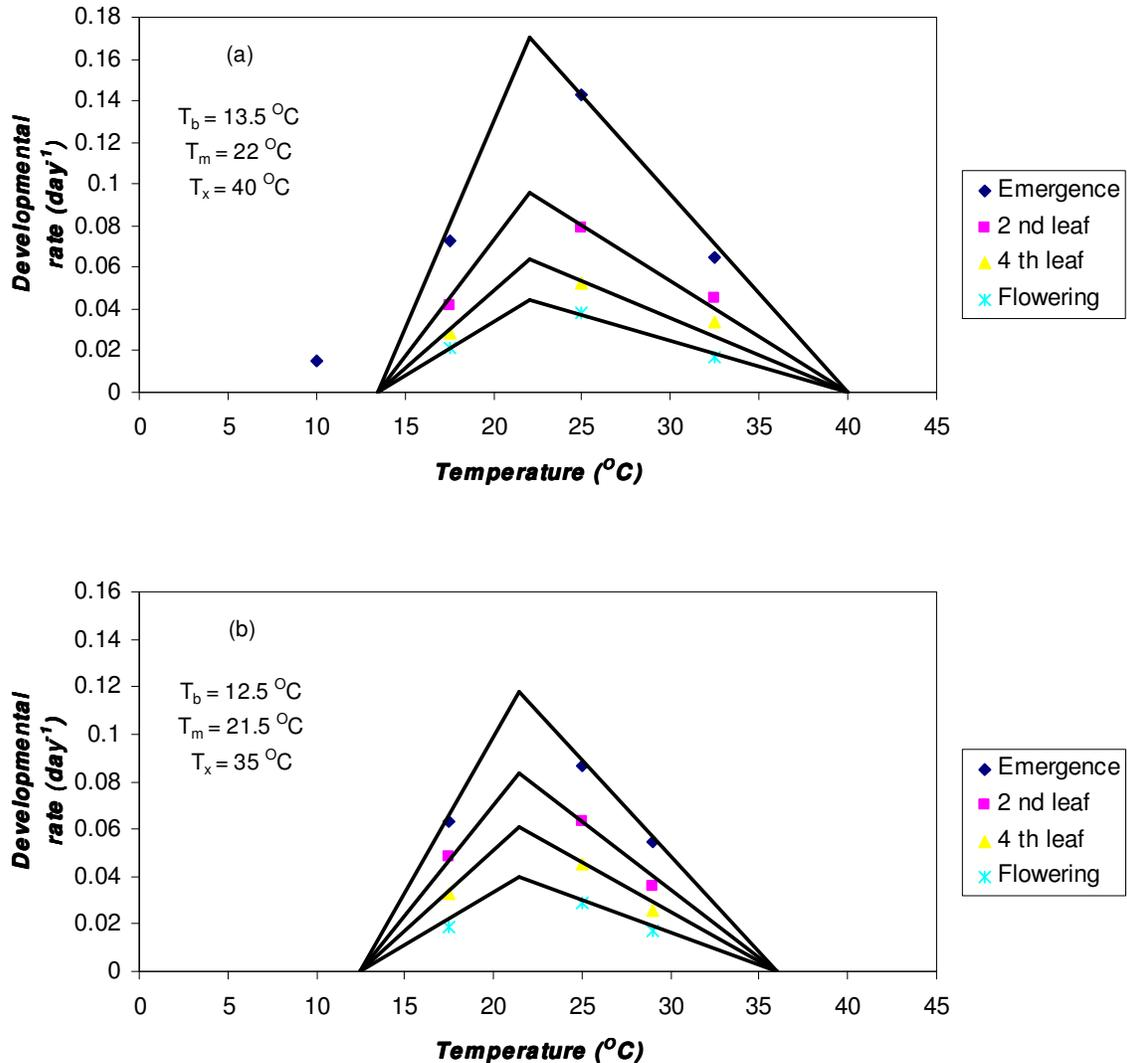 0.18
0.16
0.14
0.12
0.1
0.08
0.06
0.04
0.02
0
Developmental
rate (day⁻¹)
(a)
T_b = 13.5 °C
T_m = 22 °C
T_x = 40 °C
Emergence
2 nd leaf
4 th leaf
Flowering
0 5 10 15 20 25 30 35 40 45
Temperature (°C)
0.16
0.14
0.12
0.1
0.08
0.06
0.04
0.02
0
Developmental
rate (day⁻¹)
(b)
T_b = 12.5 °C
T_m = 21.5 °C
T_x = 35 °C
Emergence
2 nd leaf
4 th leaf
Flowering
0 5 10 15 20 25 30 35 40 45
Temperature (°C)